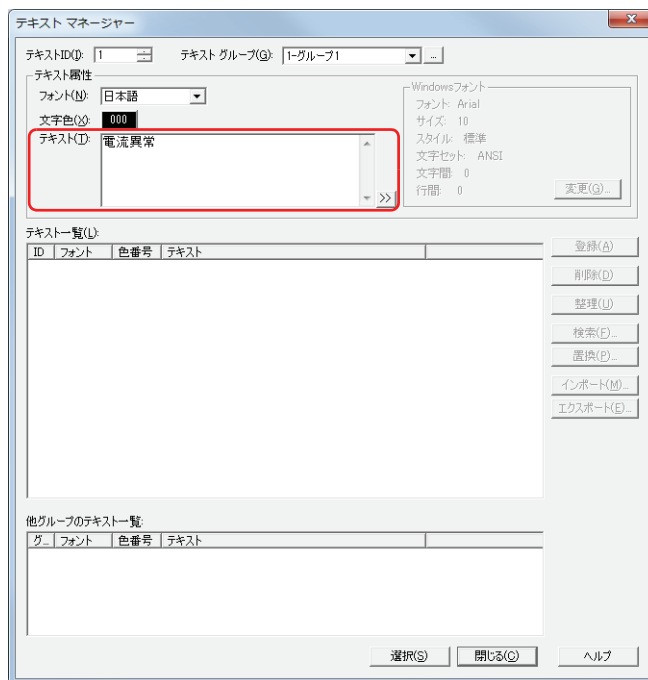 テキスト マネージャー
テキストID(I): 1 テキスト グループ(G): 1-グループ1 ...
テキスト属性
フォント(N): 日本語
文字色(X): 000
テキスト(T): 電流異常
>>
Windowsフォント
フォント: Arial
サイズ: 10
スタイル: 標準
文字セット: ANSI
文字間: 0
行間: 0
変更(G)...
テキスト一覧(L):
ID フォント 色番号 テキスト
登録(A)
削除(D)
整理(U)
検索(F)...
置換(P)...
インポート(M)...
エクスポート(E)...
他グループのテキスト一覧:
グ... フォント 色番号 テキスト
選択(S) 閉じる(C) ヘルプ